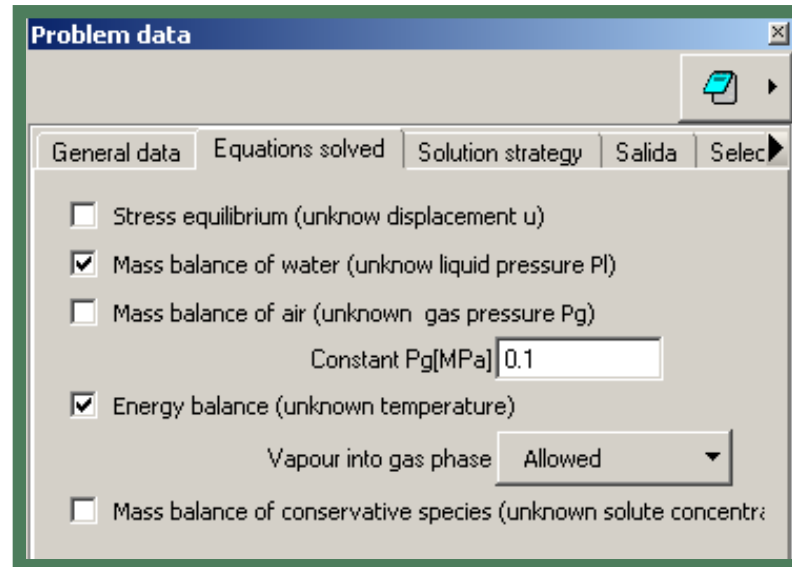 Problem data
General data Equations solved Solution strategy Salida Selec
Stress equilibrium (unknow displacement u)
Mass balance of water (unknow liquid pressure Pl)
Mass balance of air (unknown  gas pressure Pg)
Constant Pg[MPa] 0.1
Energy balance (unknown temperature)
Vapour into gas phase Allowed
Mass balance of conservative species (unknown solute concentra